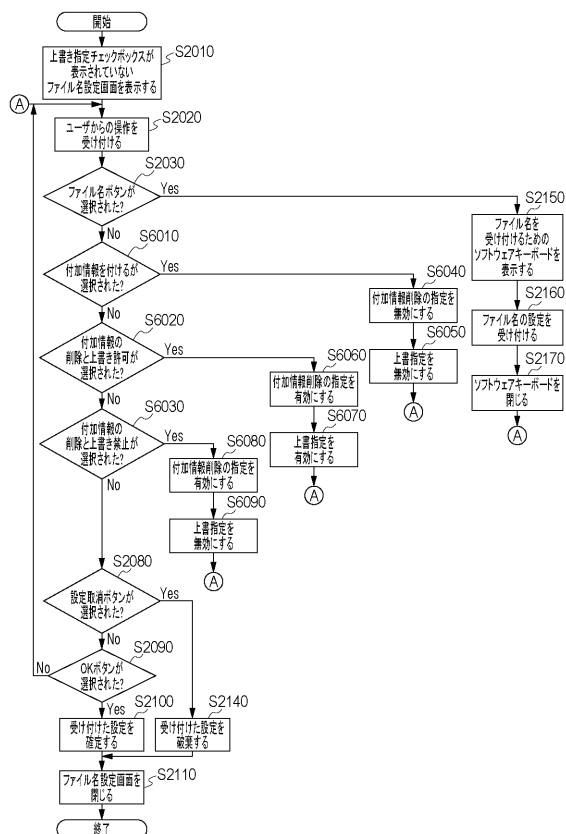 開始
上書き指定チェックボックスが
表示されていない
ファイル名設定画面を表示する
S2010
A
ユーザからの操作を
受け付ける
S2020
ファイル名ボタンが
選択された?
S2030
Yes
No
S2150
ファイル名を
受け付けるための
ソフトウェアキーボードを
表示する
S2160
ファイル名の設定を
受け付ける
S2170
ソフトウェアキーボードを
閉じる
A
付加情報を付けるが
選択された?
S6010
Yes
No
S6040
付加情報削除の指定を
無効にする
S6050
上書指定を
無効にする
A
付加情報の
削除と上書き許可が
選択された?
S6020
Yes
No
S6060
付加情報削除の指定を
有効にする
S6070
上書指定を
有効にする
A
付加情報の
削除と上書き禁止が
選択された?
S6030
Yes
No
S6080
付加情報削除の指定を
有効にする
S6090
上書指定を
無効にする
A
設定取消ボタンが
選択された?
S2080
Yes
No
OKボタンが
選択された?
S2090
No
Yes
S2100
受け付けた設定を
確定する
S2140
受け付けた設定を
破棄する
S2110
ファイル名設定画面を
閉じる
終了